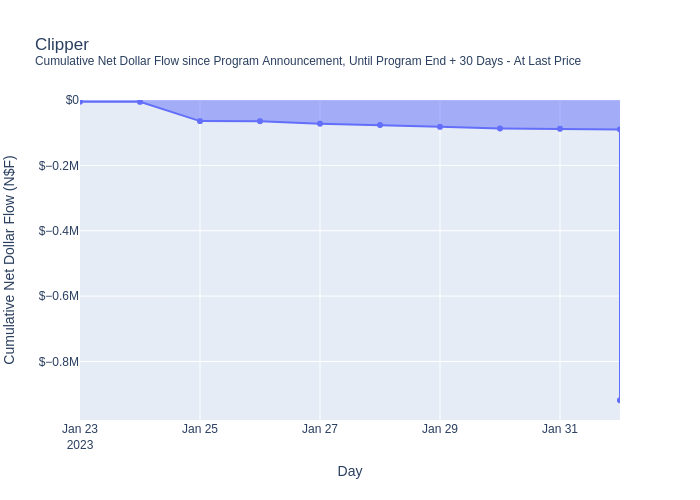 Clipper
Cumulative Net Dollar Flow since Program Announcement, Until Program End + 30 Days - At Last Price
$0
$−0.2M
$−0.4M
$−0.6M
$−0.8M
Cumulative Net Dollar Flow (N$F)
Jan 23
2023
Jan 25
Jan 27
Jan 29
Jan 31
Day